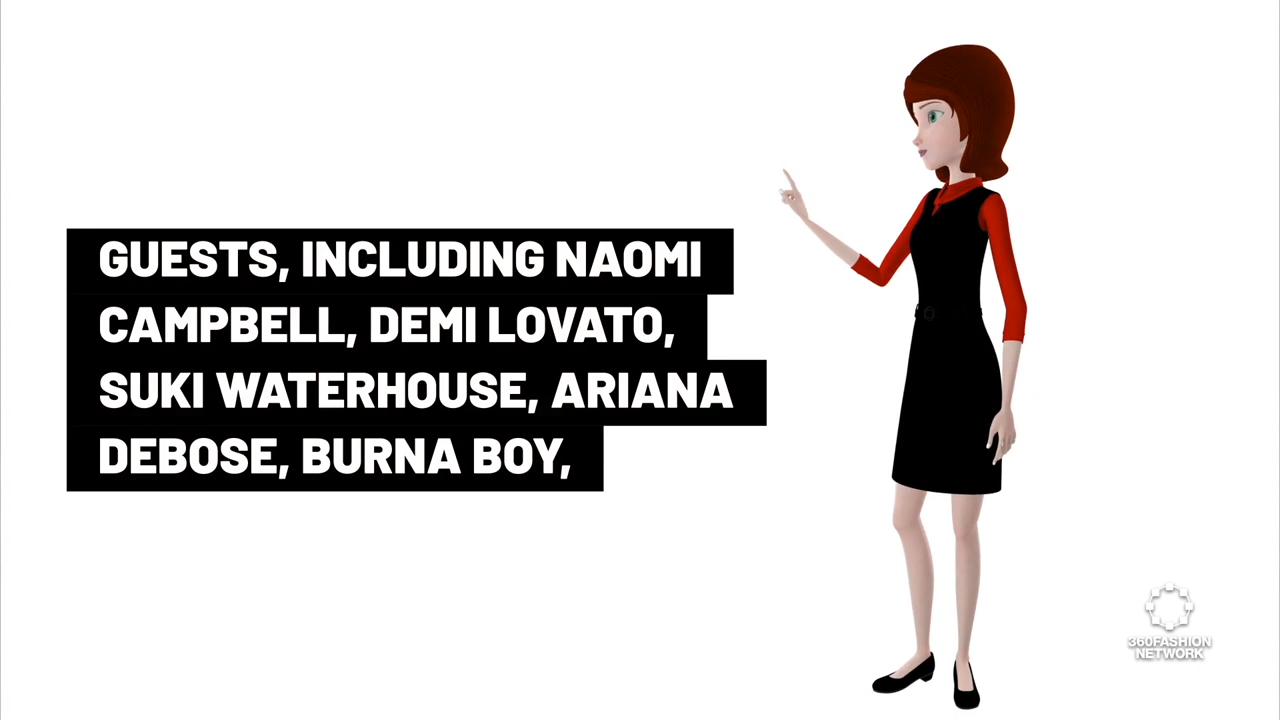 GUESTS, INCLUDING NAOMI
CAMPBELL, DEMI LOVATO,
SUKI WATERHOUSE, ARIANA
DEBOSE, BURNA BOY,
360FASHION
NETWORK